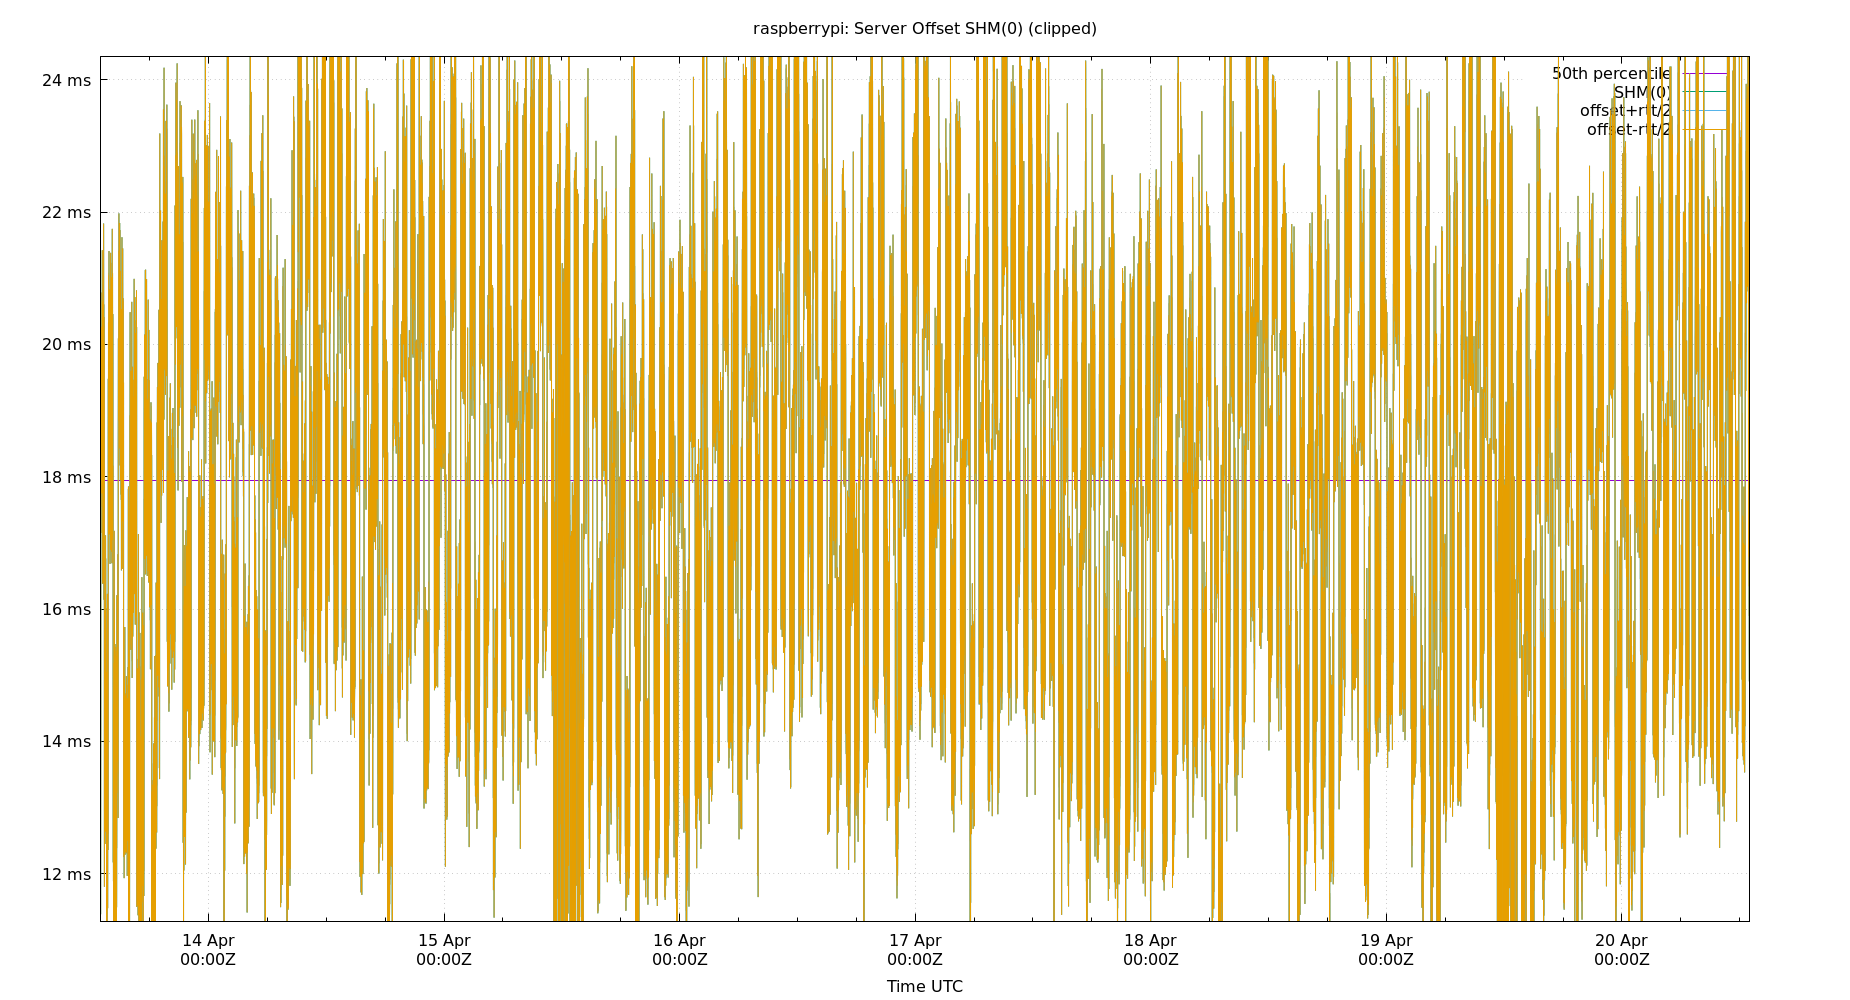 raspberrypi: Server Offset SHM(0) (clipped)
24 ms
22 ms
20 ms
18 ms
16 ms
14 ms
12 ms
50th percentile
SHM(0)
offset+rtt/2
offset-rtt/2
14 Apr
00:00Z
15 Apr
00:00Z
16 Apr
00:00Z
17 Apr
00:00Z
18 Apr
00:00Z
19 Apr
00:00Z
20 Apr
00:00Z
Time UTC